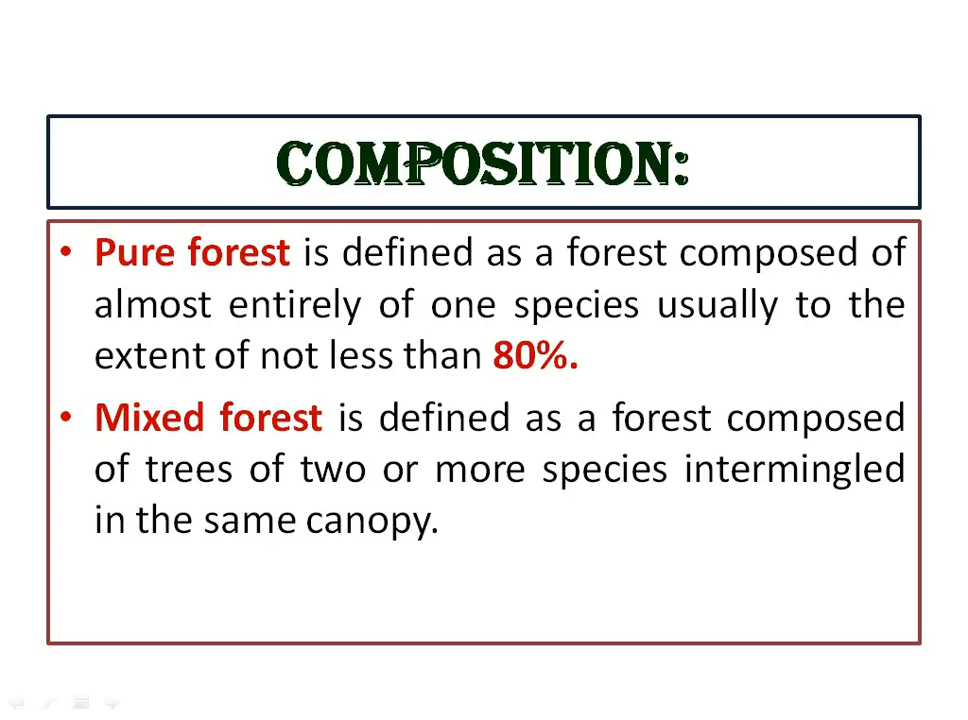 COMPOSITION:
• Pure forest is defined as a forest composed of
almost entirely of one species usually to the
extent of not less than 80%.
• Mixed forest is defined as a forest composed
of trees of two or more species intermingled
in the same canopy.